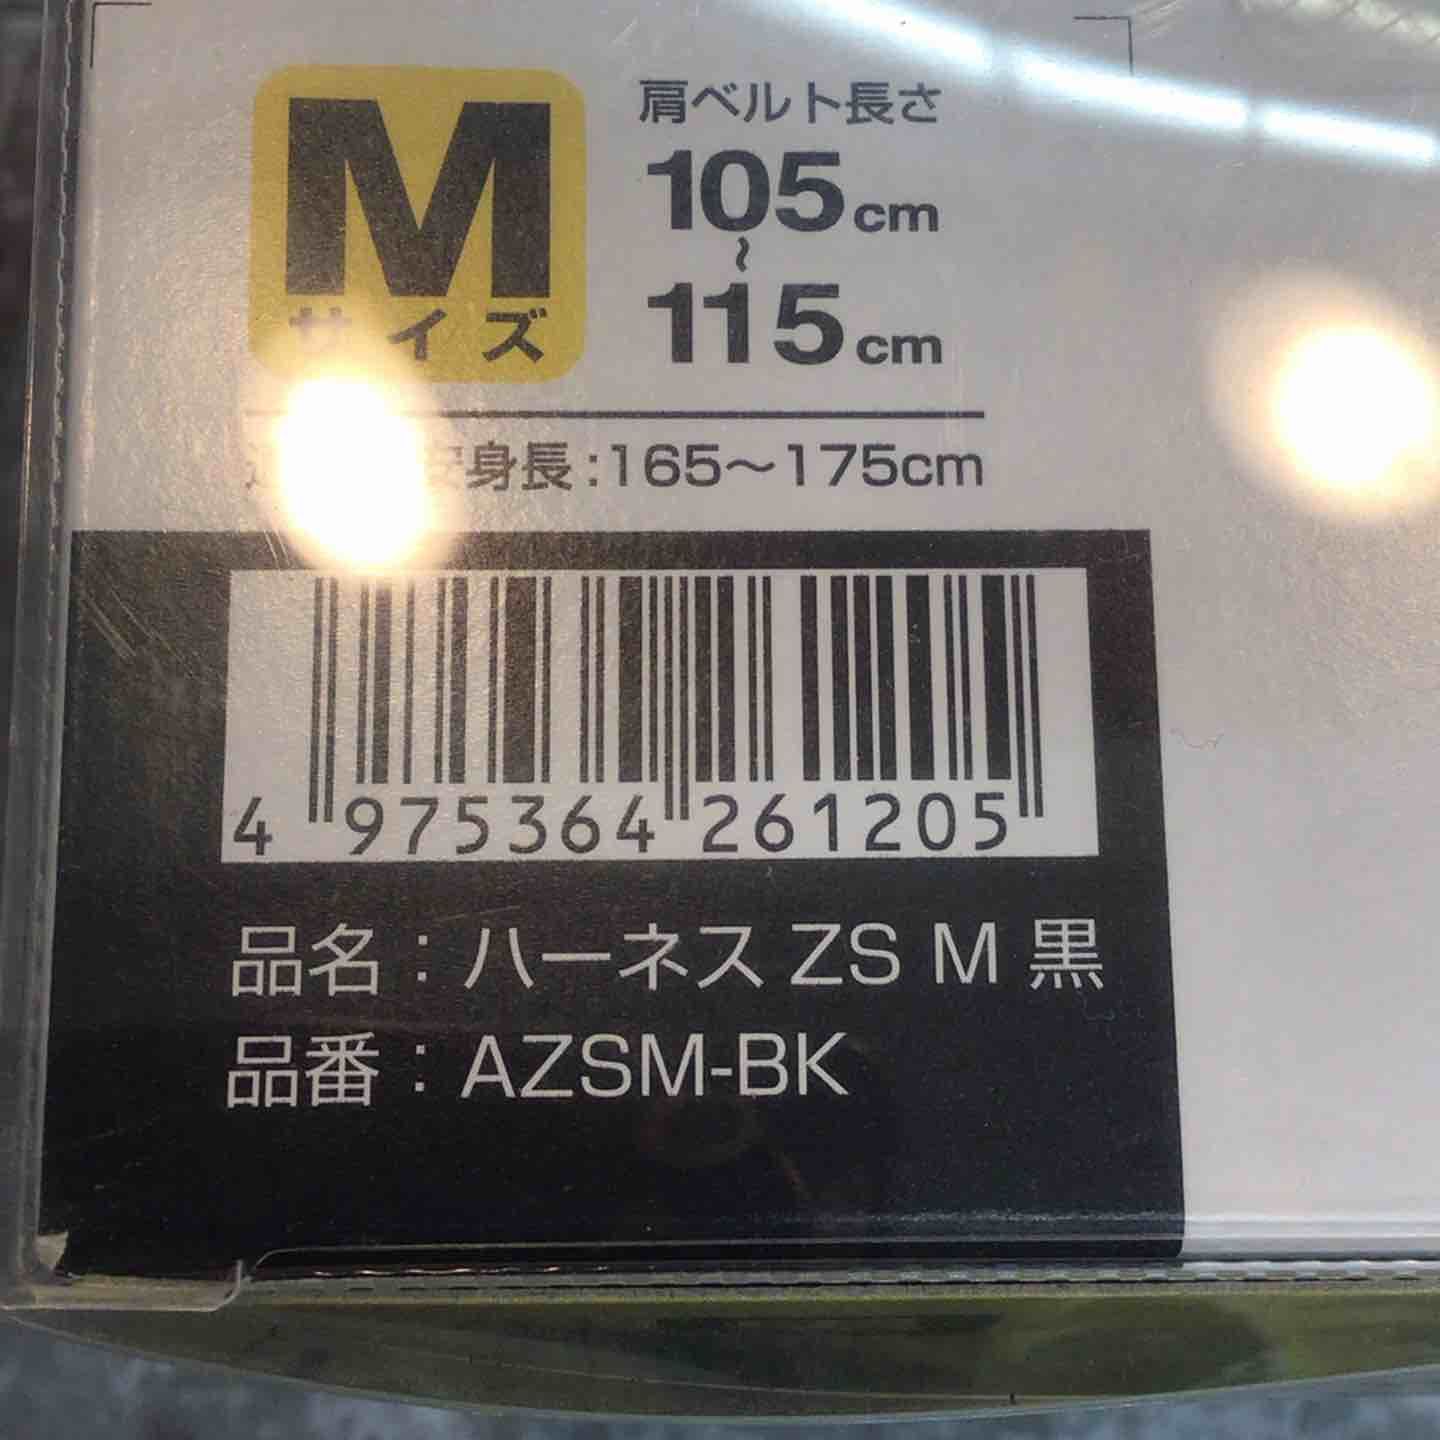 M
サイズ
肩ベルト長さ
105cm
~
115cm
身長:165～175cm
4 975364 261205
品名：ハーネス ZS M 黒
品番：AZSM-BK